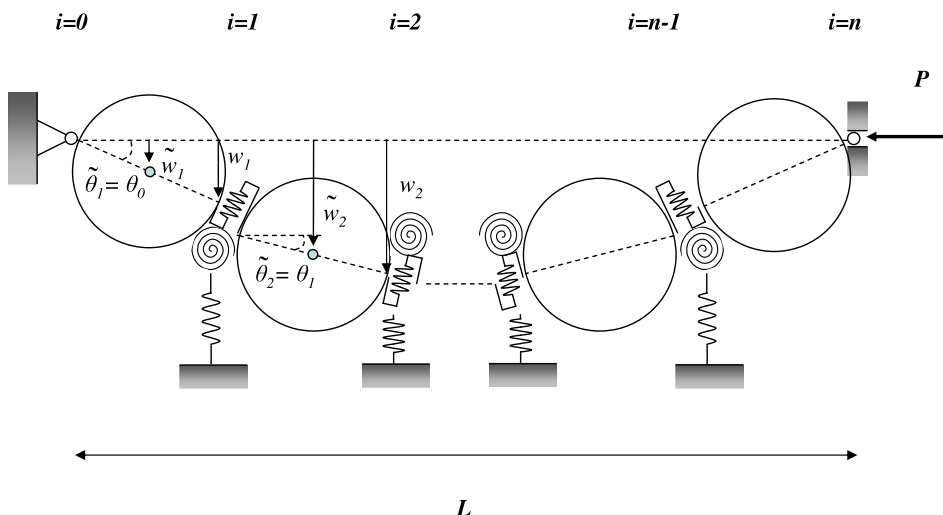 i=0 i=1 i=2 i=n-1 i=n
P
w̃₁ w₁
θ̃₁= θ₀ w₂
w̃₂
θ̃₂= θ₁
L